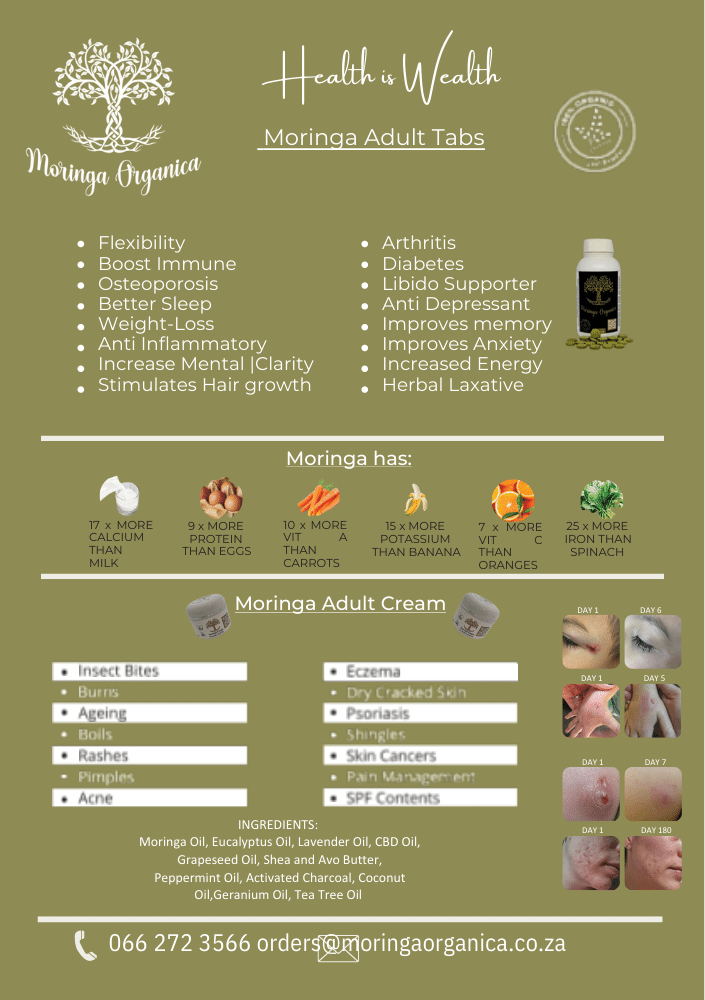 Health is Wealth
Moringa Organica
100% ORGANIC
Moringa Adult Tabs
• Flexibility
• Boost Immune
• Osteoporosis
• Better Sleep
• Weight-Loss
• Anti Inflammatory
• Increase Mental |Clarity
• Stimulates Hair growth
• Arthritis
• Diabetes
• Libido Supporter
• Anti Depressant
• Improves memory
• Improves Anxiety
• Increased Energy
• Herbal Laxative
Moringa Organica
Moringa has:
17 x MORE
CALCIUM
THAN
MILK
9 x MORE
PROTEIN
THAN EGGS
10 x MORE
VIT A
THAN
CARROTS
15 x MORE
POTASSIUM
THAN BANANA
7 x MORE
VIT C
THAN
ORANGES
25 x MORE
IRON THAN
SPINACH
Moringa Adult Cream
• Insect Bites
• Burns
• Ageing
• Boils
• Rashes
• Pimples
• Acne
• Eczema
• Dry Cracked Skin
• Psoriasis
• Shingles
• Skin Cancers
• Pain Management
• SPF Contents
DAY 1
DAY 6
DAY 1
DAY 5
DAY 1
DAY 7
DAY 1
DAY 180
INGREDIENTS:
Moringa Oil, Eucalyptus Oil, Lavender Oil, CBD Oil,
Grapeseed Oil, Shea and Avo Butter,
Peppermint Oil, Activated Charcoal, Coconut
Oil,Geranium Oil, Tea Tree Oil
066 272 3566 orders@moringaorganica.co.za